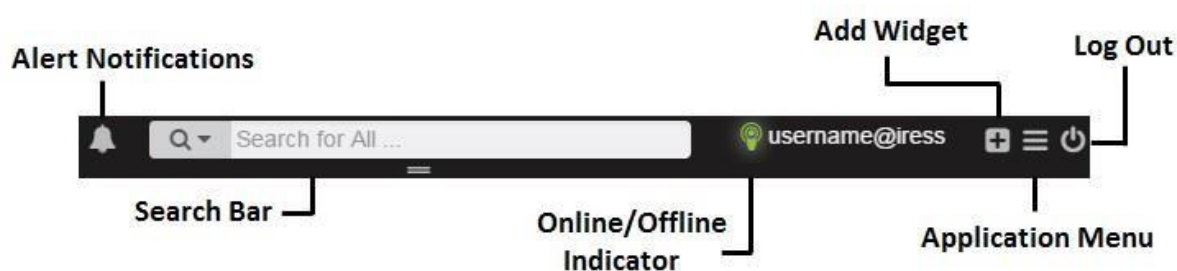 Add Widget
Log Out
Alert Notifications
Search for All ...
username@iress
Search Bar
Online/Offline
Indicator
Application Menu